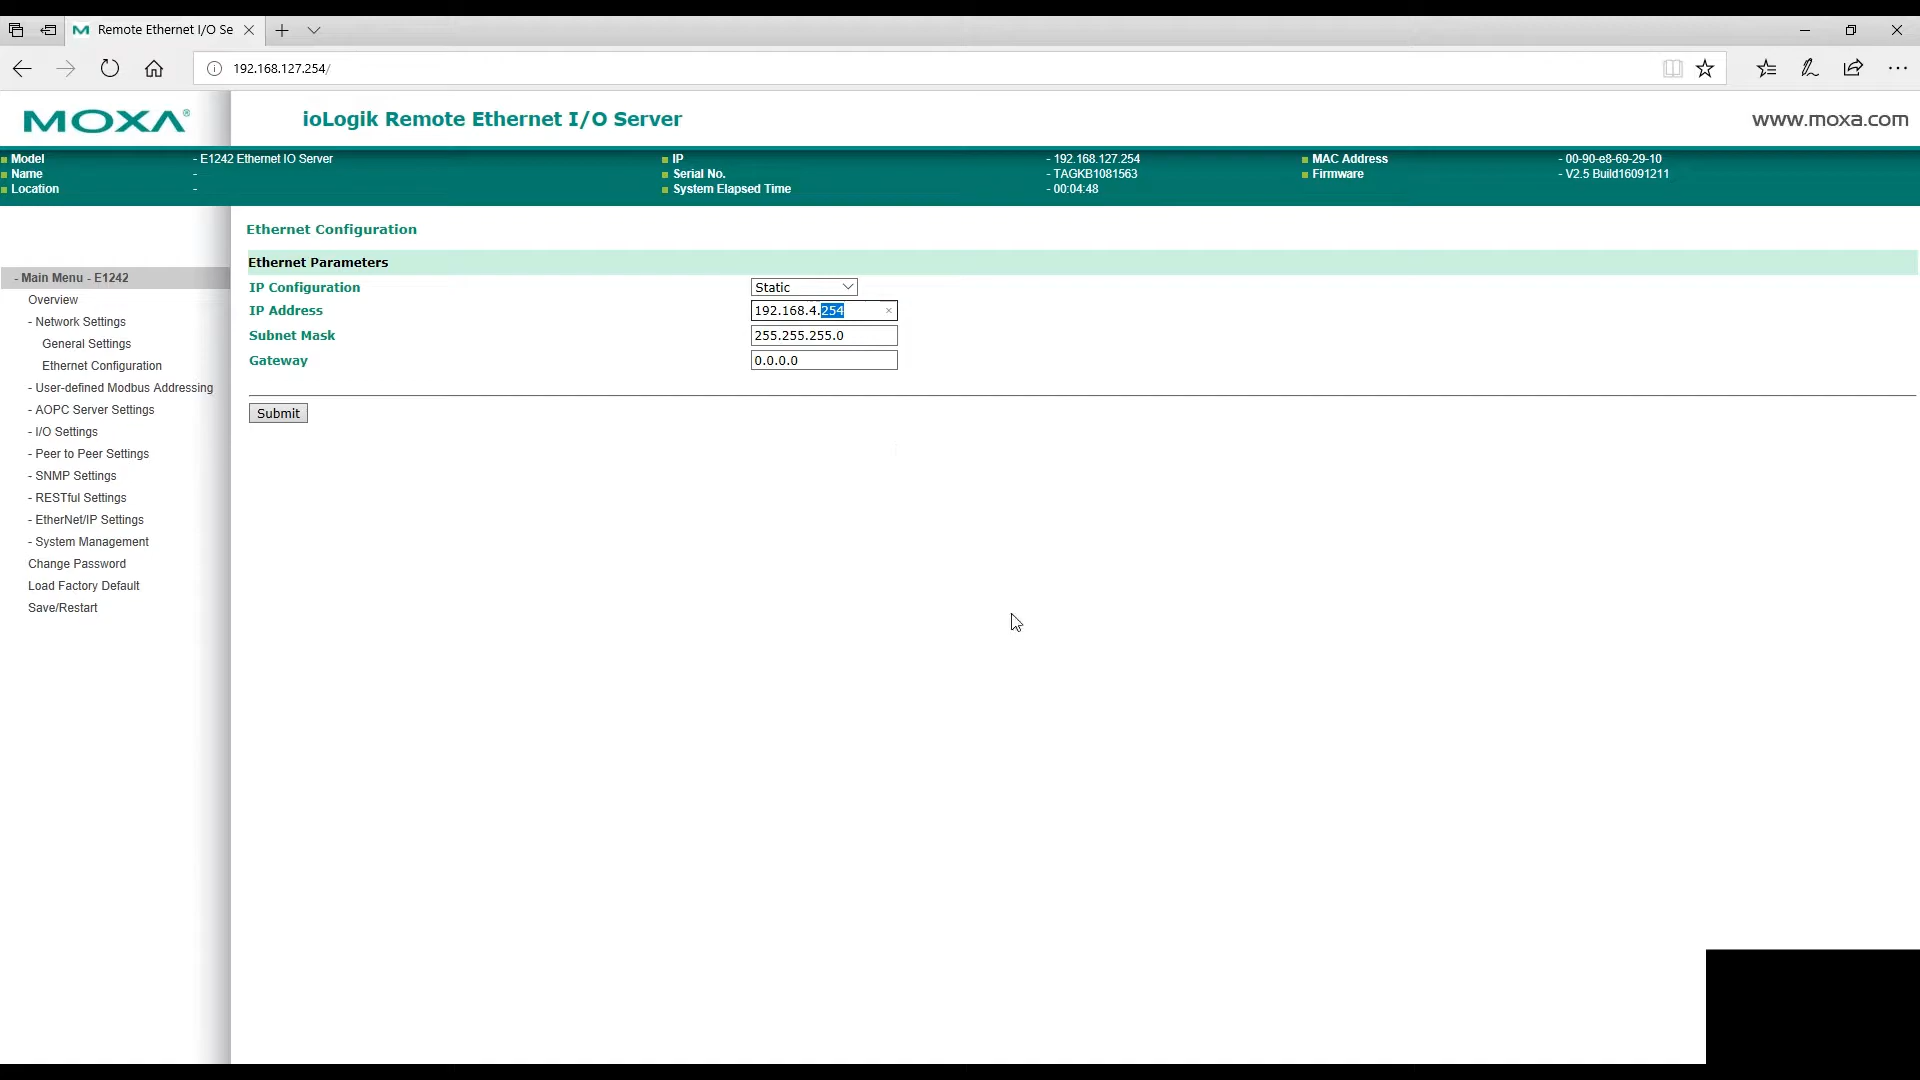 Remote Ethernet I/O Se
192.168.127.254/
MOXA®
ioLogik Remote Ethernet I/O Server
www.moxa.com
Model - E1242 Ethernet IO Server IP - 192.168.127.254 MAC Address - 00-90-e8-69-29-10
Name - Serial No. - TAGKB1081563 Firmware - V2.5 Build16091211
Location - System Elapsed Time - 00:04:48
- Main Menu - E1242
Overview
- Network Settings
General Settings
Ethernet Configuration
- User-defined Modbus Addressing
- AOPC Server Settings
- I/O Settings
- Peer to Peer Settings
- SNMP Settings
- RESTful Settings
- EtherNet/IP Settings
- System Management
Change Password
Load Factory Default
Save/Restart
Ethernet Configuration
Ethernet Parameters
IP Configuration Static
IP Address 192.168.4.254
Subnet Mask 255.255.255.0
Gateway 0.0.0.0
Submit